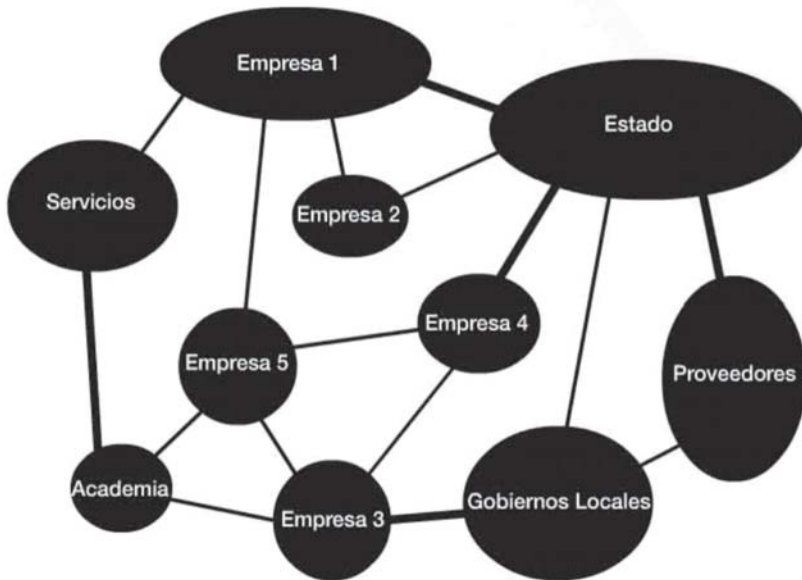 Empresa 1
Estado
Servicios
Empresa 2
Empresa 4
Empresa 5
Proveedores
Academia
Empresa 3
Gobiernos Locales